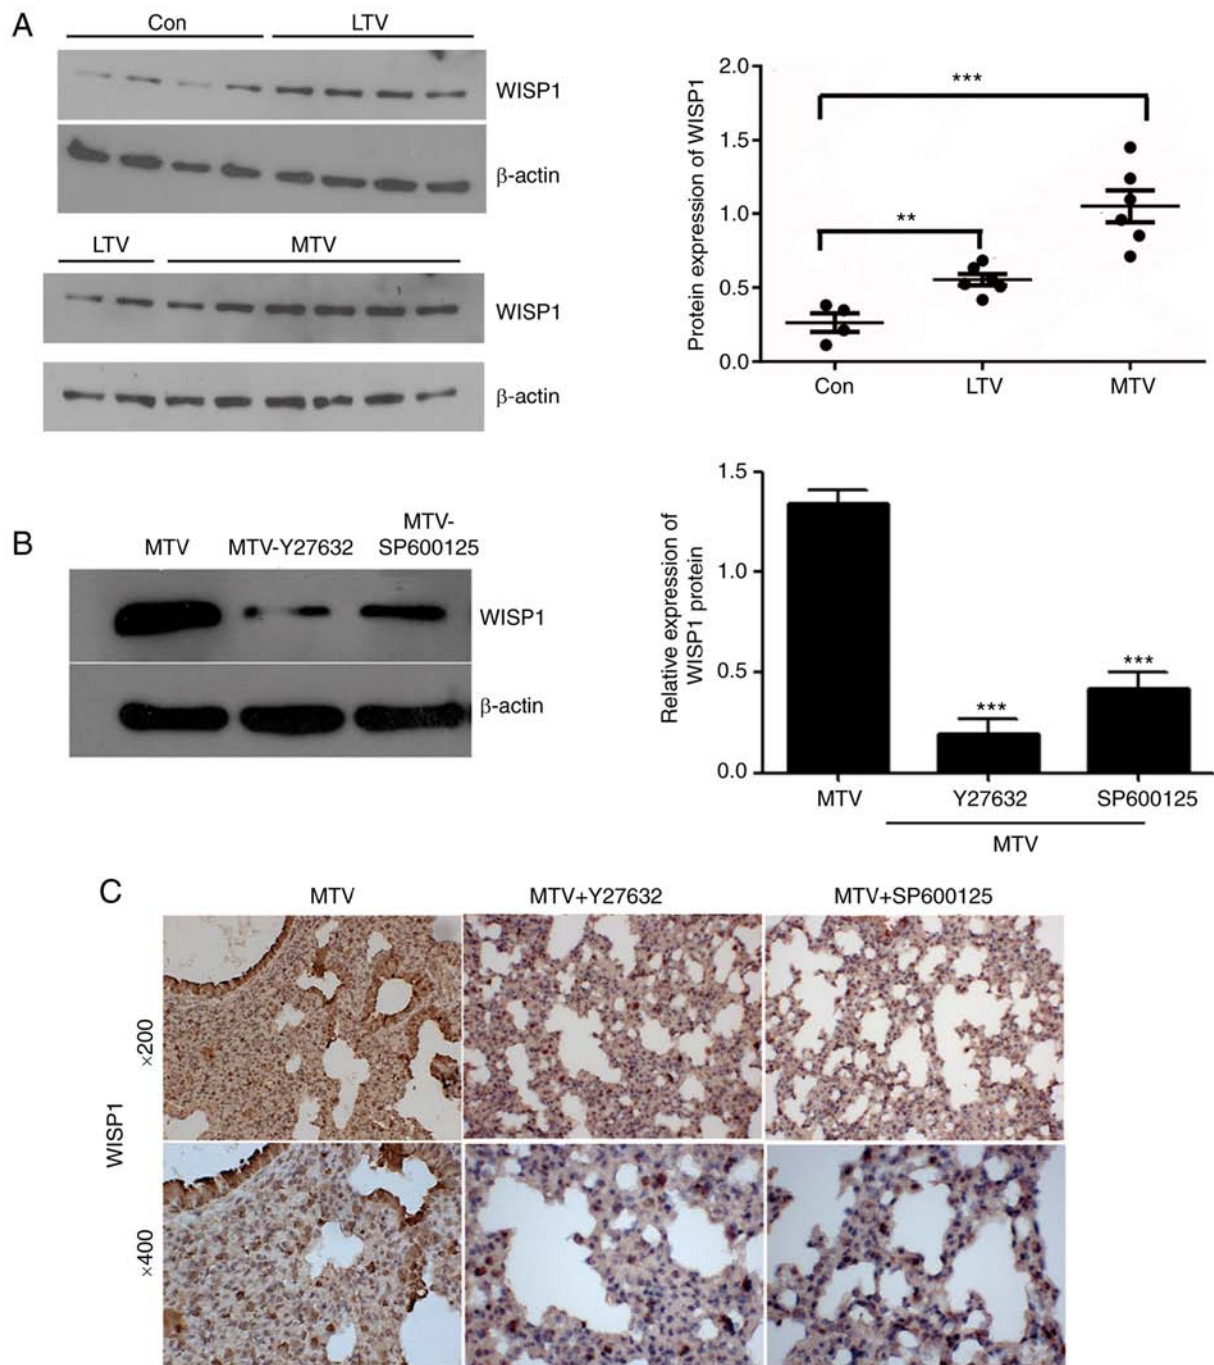 A
Con LTV
WISP1
β-actin
LTV MTV
WISP1
β-actin
Protein expression of WISP1
2.0
1.5
1.0
0.5
0.0
***
**
Con LTV MTV
B
MTV MTV-Y27632 MTV-
SP600125
WISP1
β-actin
Relative expression of
WISP1 protein
1.5
1.0
0.5
0.0
***
***
MTV Y27632 SP600125
MTV
C
MTV MTV+Y27632 MTV+SP600125
WISP1
×200
×400